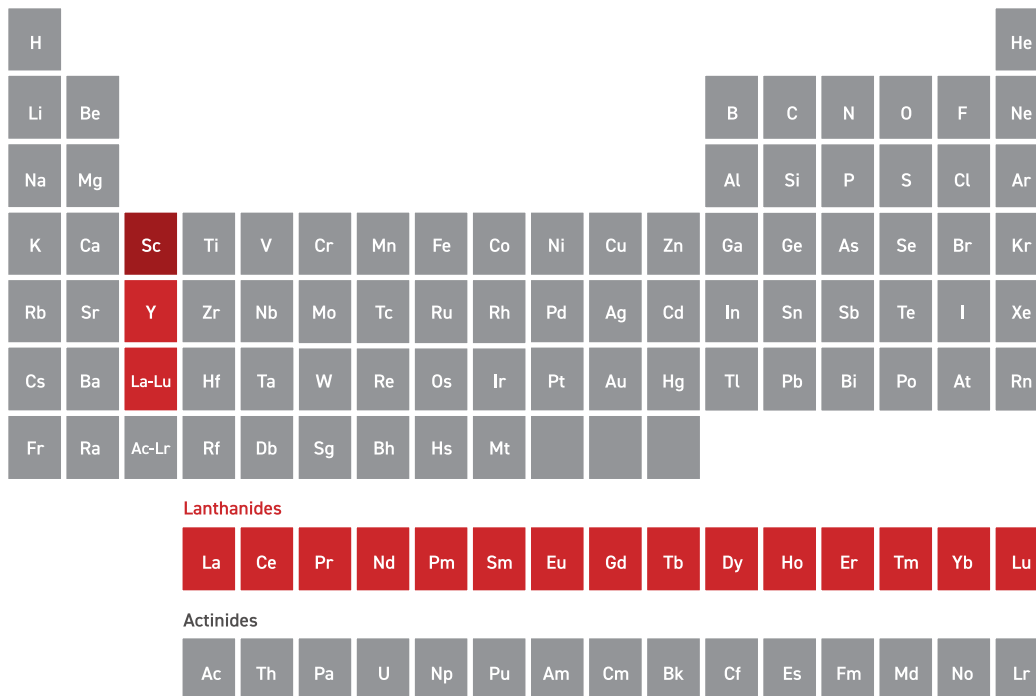 H He
Li Be B C N O F Ne
Na Mg Al Si P S Cl Ar
K Ca Sc Ti V Cr Mn Fe Co Ni Cu Zn Ga Ge As Se Br Kr
Rb Sr Y Zr Nb Mo Tc Ru Rh Pd Ag Cd In Sn Sb Te I Xe
Cs Ba La-Lu Hf Ta W Re Os Ir Pt Au Hg Tl Pb Bi Po At Rn
Fr Ra Ac-Lr Rf Db Sg Bh Hs Mt
Lanthanides
La Ce Pr Nd Pm Sm Eu Gd Tb Dy Ho Er Tm Yb Lu
Actinides
Ac Th Pa U Np Pu Am Cm Bk Cf Es Fm Md No Lr